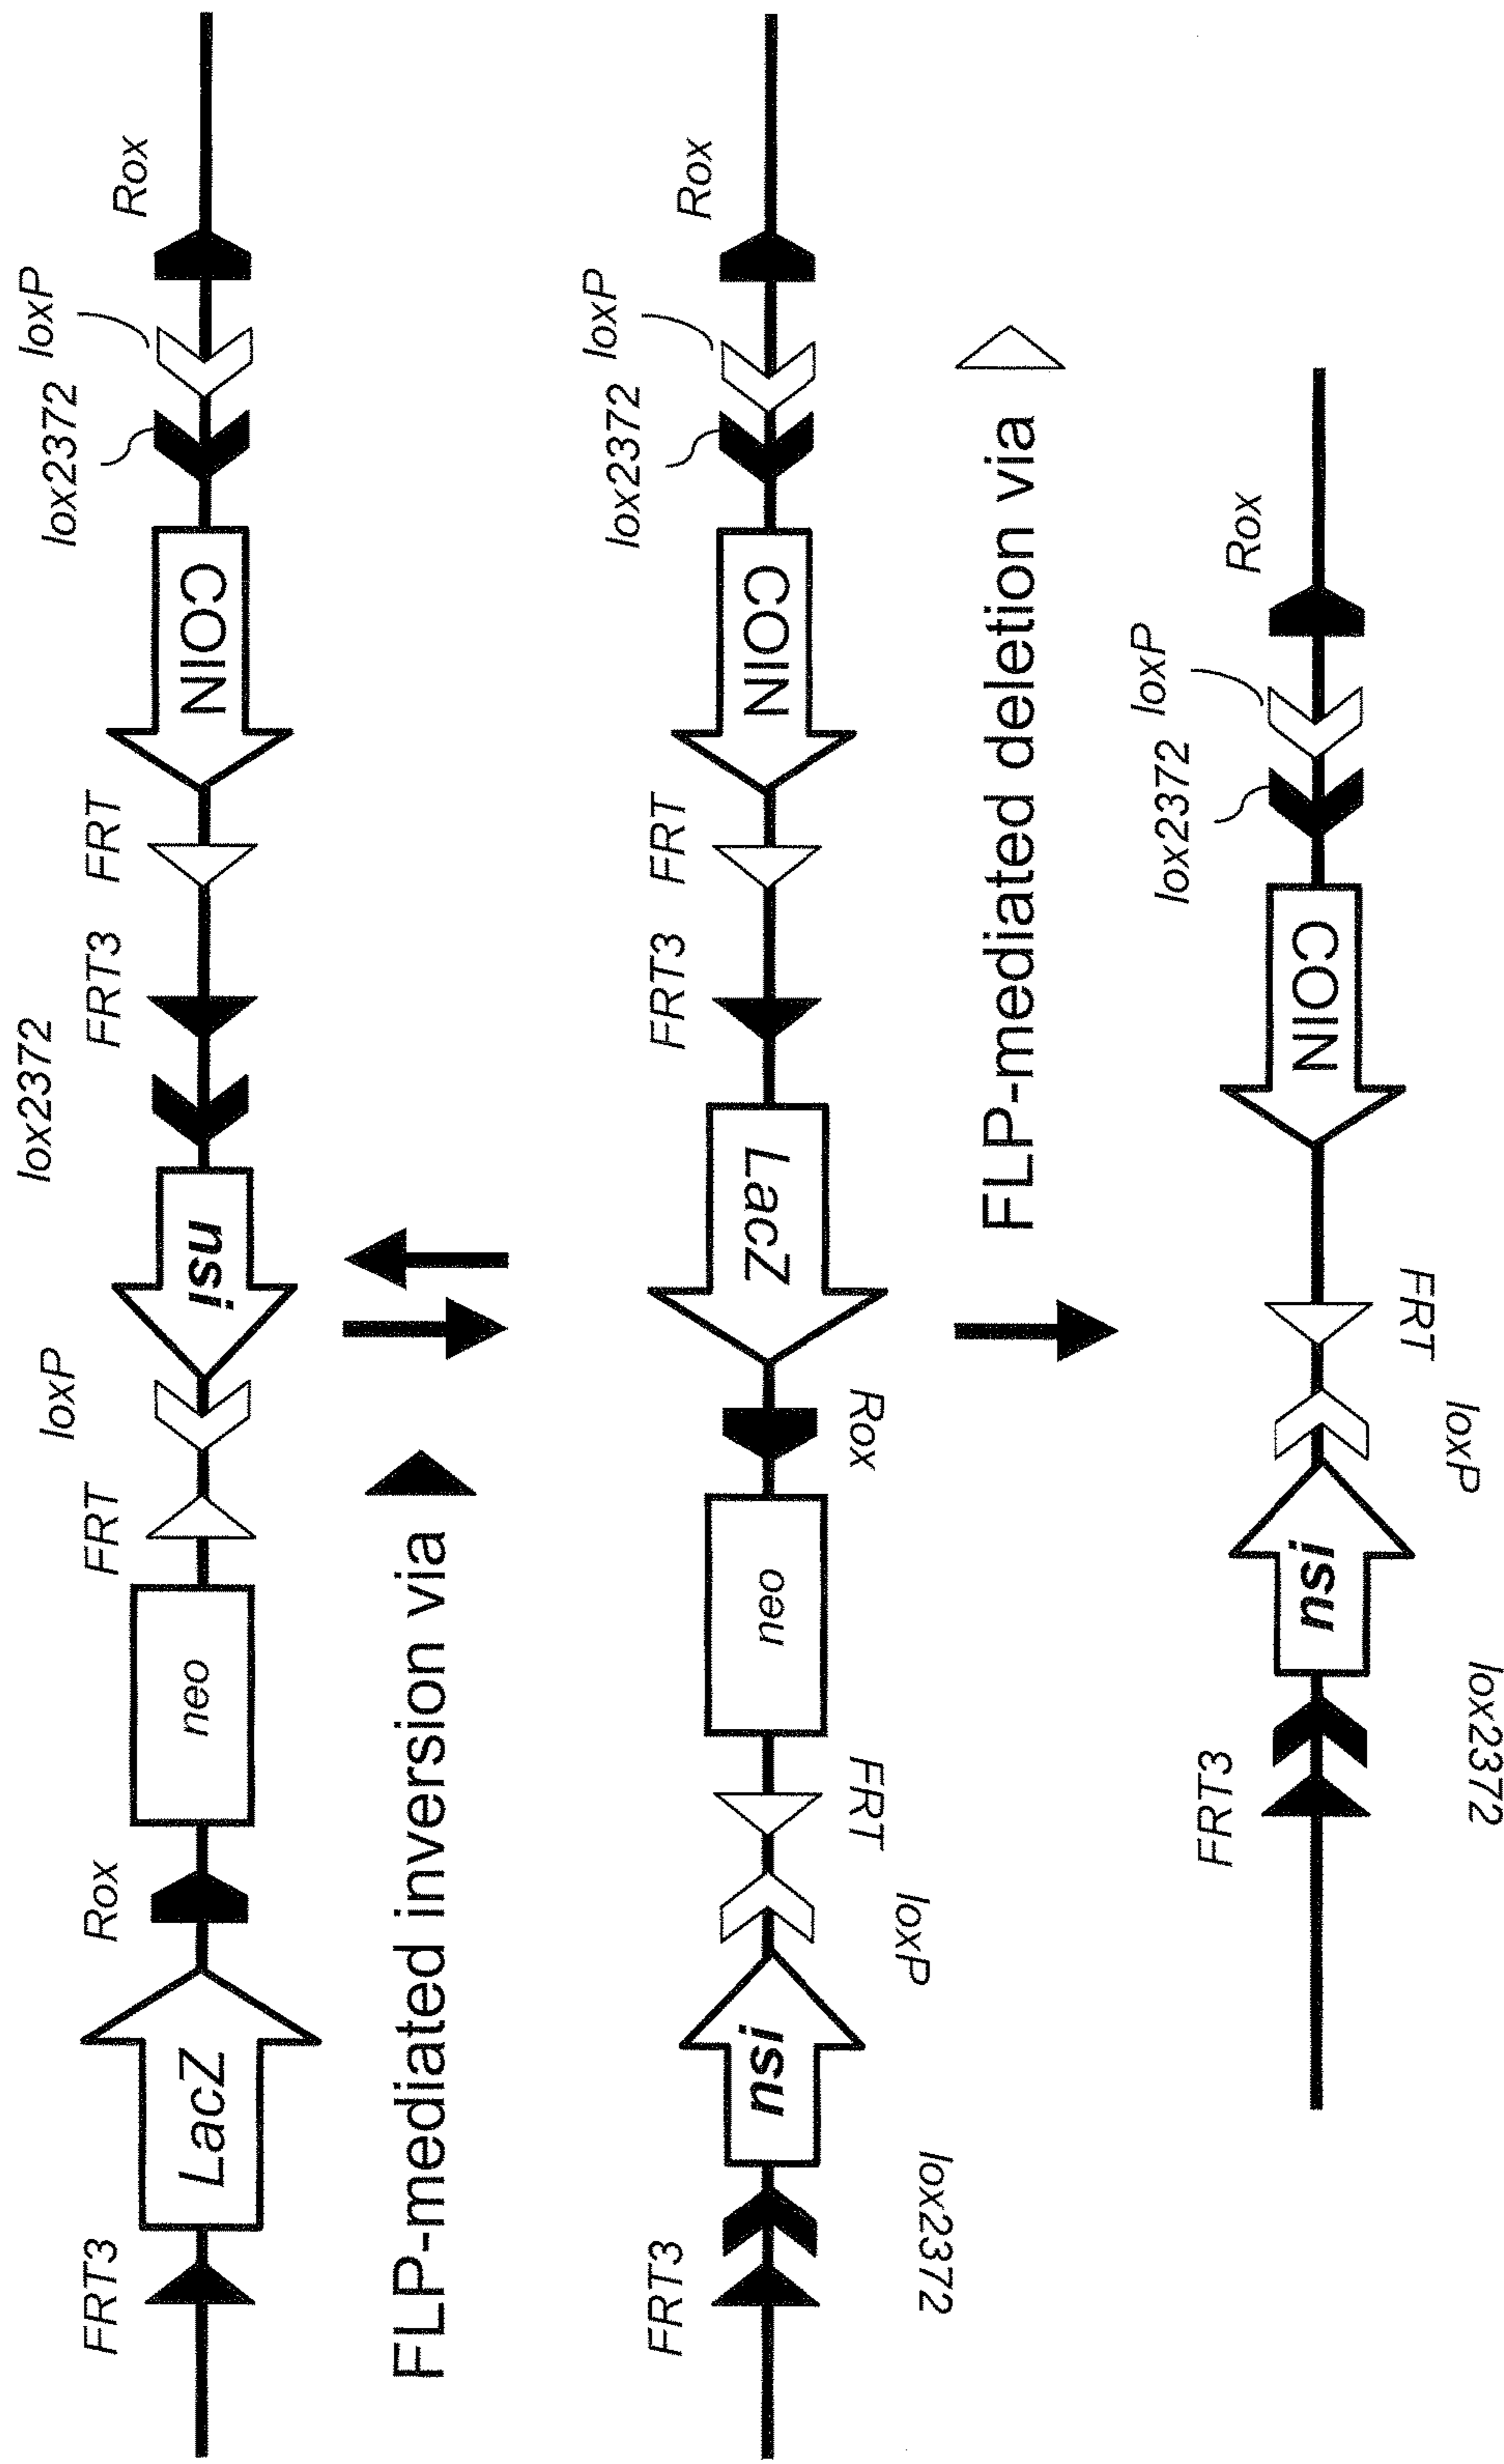 FRT3
LacZ
Rox
neo
FRT
loxP
nsi
lox2372
FRT3
FRT
COIN
lox2372
loxP
Rox
FLP-mediated inversion via
FRT3
lox2372
nsi
loxP
FRT
neo
Rox
LacZ
FRT3
FRT
COIN
lox2372
loxP
Rox
FLP-mediated deletion via
FRT3
lox2372
nsi
loxP
FRT
COIN
lox2372
loxP
Rox